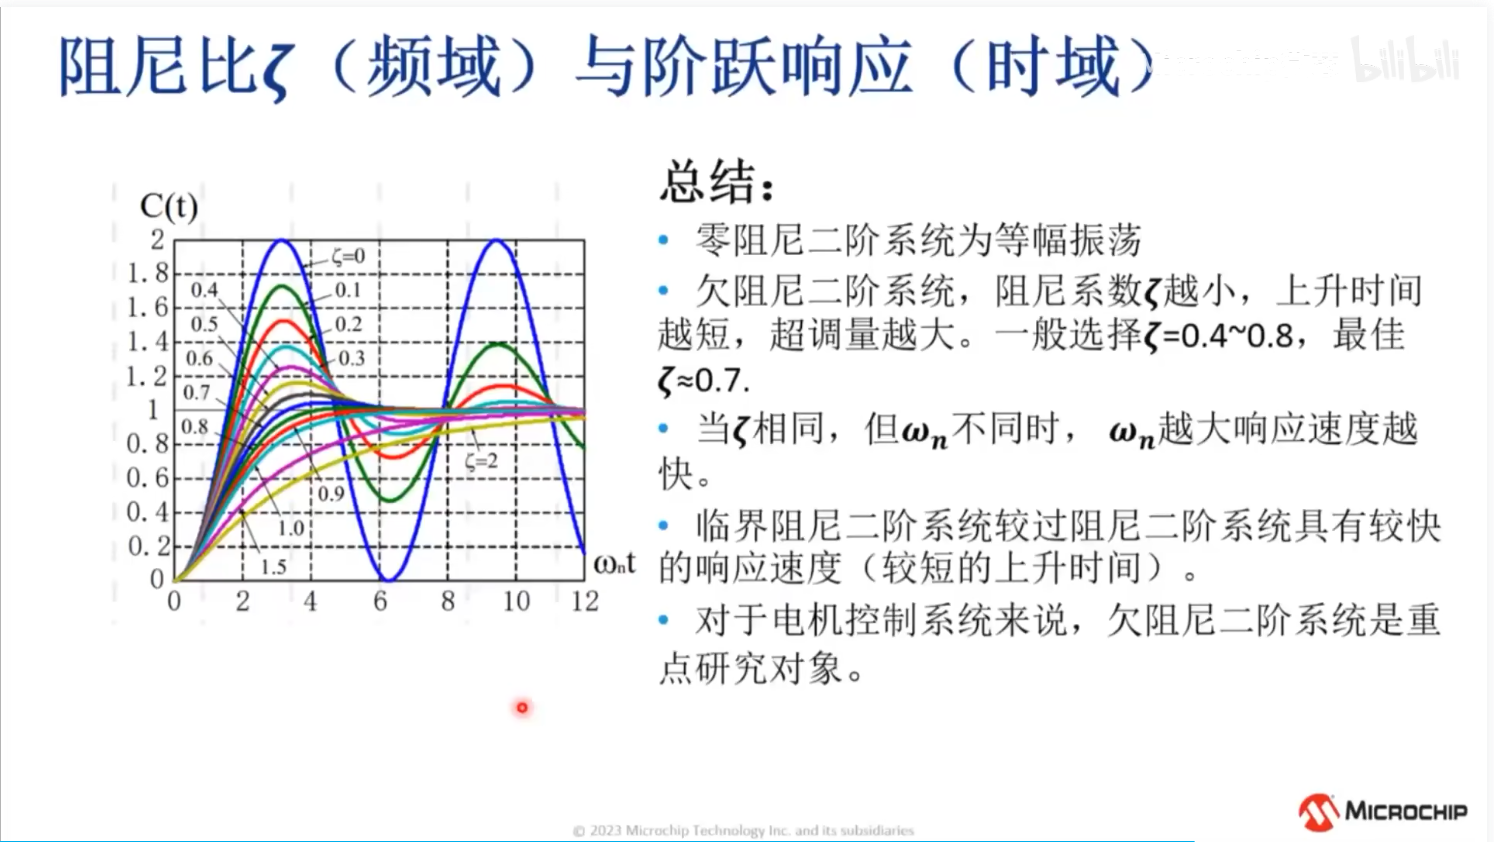 阻尼比ζ（频域）与阶跃响应（时域）
bilibili
总结：
• 零阻尼二阶系统为等幅振荡
• 欠阻尼二阶系统，阻尼系数ζ越小，上升时间
越短，超调量越大。一般选择ζ=0.4~0.8，最佳
ζ≈0.7.
• 当ζ相同，但ωn不同时， ωn越大响应速度越
快。
• 临界阻尼二阶系统较过阻尼二阶系统具有较快
的响应速度（较短的上升时间）。
• 对于电机控制系统来说，欠阻尼二阶系统是重
点研究对象。
C(t)
2
1.8
1.6
1.4
1.2
1
0.8
0.6
0.4
0.2
0
ζ=0
0.1
0.2
0.3
0.4
0.5
0.6
0.7
0.8
0.9
1.0
1.5
ζ=2
0 2 4 6 8 10 12
ωnt
MICROCHIP
© 2023 Microchip Technology Inc. and its subsidiaries